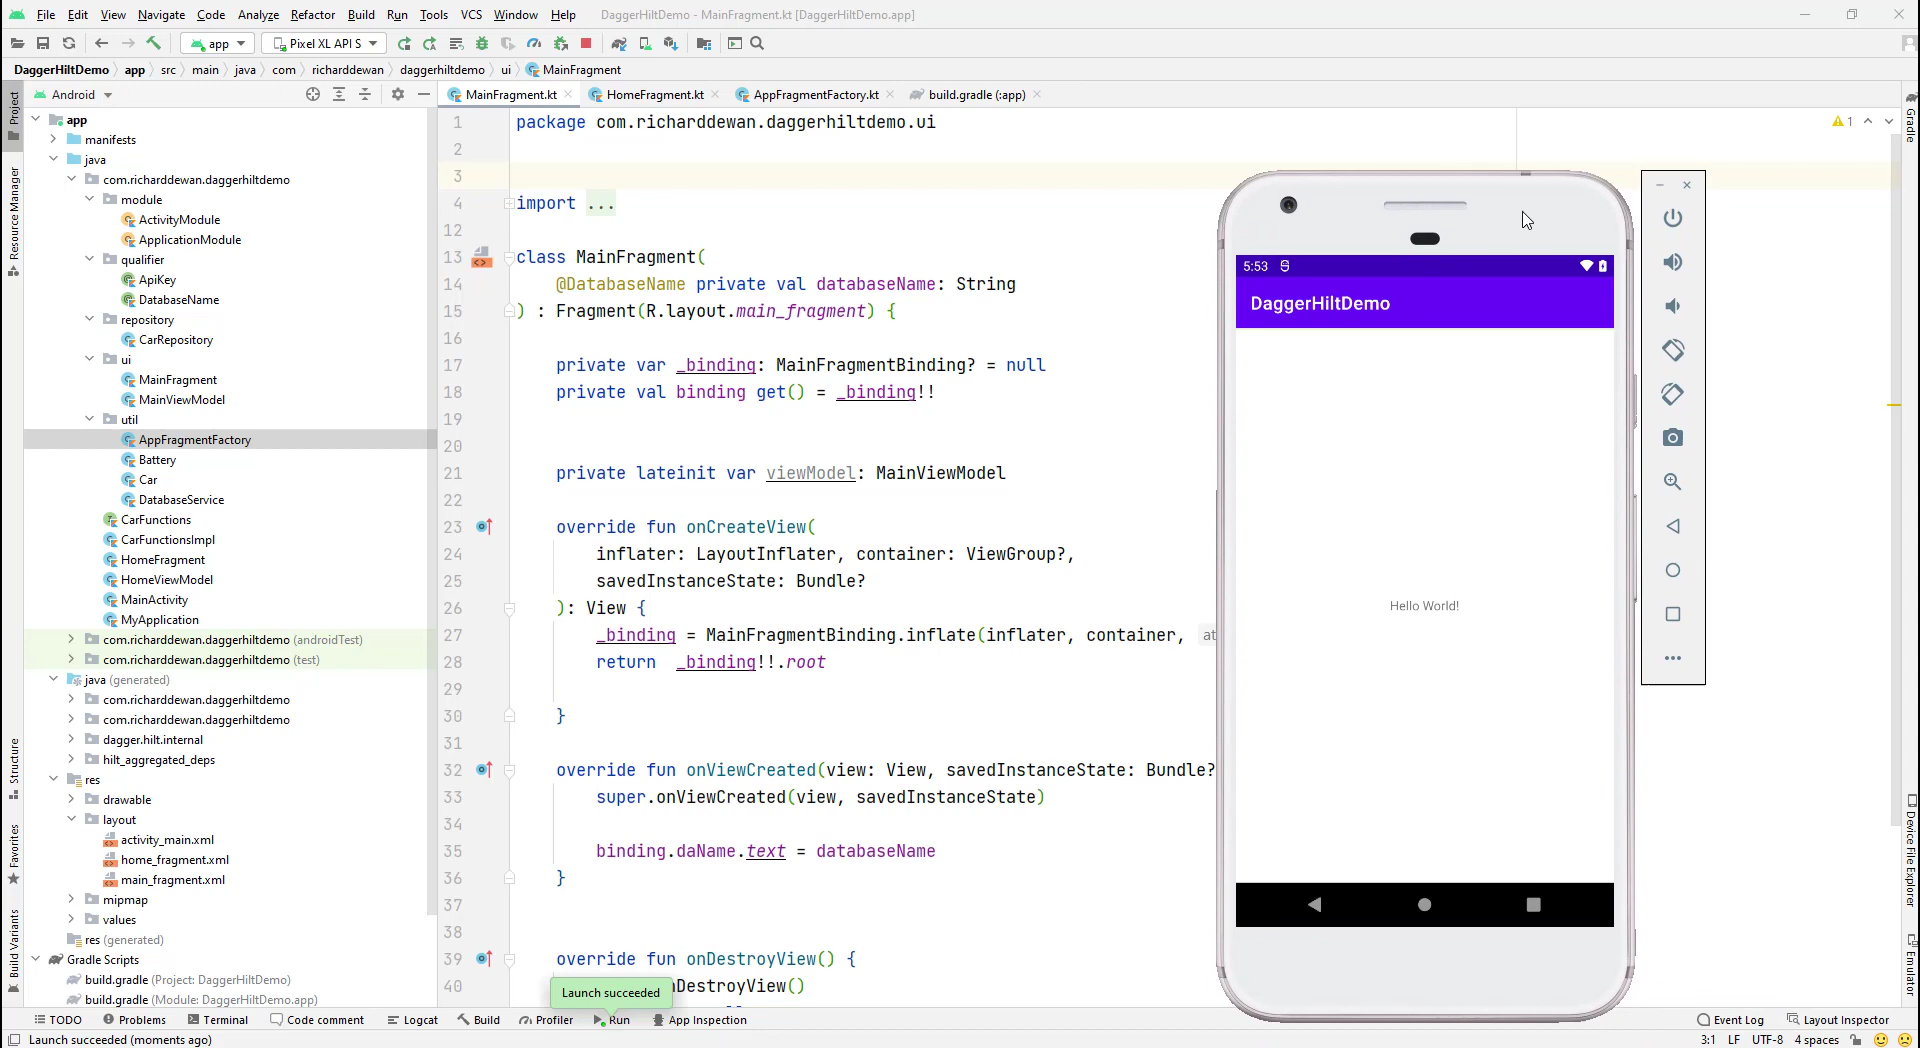 File Edit View Navigate Code Analyze Refactor Build Run Tools VCS Window Help DaggerHiltDemo - MainFragment.kt [DaggerHiltDemo.app]
app Pixel XL API S
DaggerHiltDemo app src main java com richarddewan daggerhiltdemo ui MainFragment
Project
Resource Manager
Structure
Favorites
Build Variants
Android
app
manifests
java
com.richarddewan.daggerhiltdemo
module
ActivityModule
ApplicationModule
qualifier
ApiKey
DatabaseName
repository
CarRepository
ui
MainFragment
MainViewModel
util
AppFragmentFactory
Battery
Car
DatabaseService
CarFunctions
CarFunctionsImpl
HomeFragment
HomeViewModel
MainActivity
MyApplication
com.richarddewan.daggerhiltdemo (androidTest)
com.richarddewan.daggerhiltdemo (test)
java (generated)
com.richarddewan.daggerhiltdemo
com.richarddewan.daggerhiltdemo
dagger.hilt.internal
hilt_aggregated_deps
res
drawable
layout
activity_main.xml
home_fragment.xml
main_fragment.xml
mipmap
values
res (generated)
Gradle Scripts
build.gradle (Project: DaggerHiltDemo)
build.gradle (Module: DaggerHiltDemo.app)
MainFragment.kt HomeFragment.kt AppFragmentFactory.kt build.gradle (:app)
1 package com.richarddewan.daggerhiltdemo.ui
2
3
4 import ...
12
13 class MainFragment(
14 @DatabaseName private val databaseName: String
15 ) : Fragment(R.layout.main_fragment) {
16
17 private var _binding: MainFragmentBinding? = null
18 private val binding get() = _binding!!
19
20
21 private lateinit var viewModel: MainViewModel
22
23 override fun onCreateView(
24 inflater: LayoutInflater, container: ViewGroup?,
25 savedInstanceState: Bundle?
26 ): View {
27 _binding = MainFragmentBinding.inflate(inflater, container, at
28 return _binding!!.root
29
30 }
31
32 override fun onViewCreated(view: View, savedInstanceState: Bundle?
33 super.onViewCreated(view, savedInstanceState)
34
35 binding.daName.text = databaseName
36 }
37
38
39 override fun onDestroyView() {
40 nDestroyView()
Launch succeeded
1
5:53
DaggerHiltDemo
Hello World!
Gradle
Device File Explorer
Emulator
TODO Problems Terminal Code comment Logcat Build Profiler Run App Inspection Event Log Layout Inspector
Launch succeeded (moments ago) 3:1 LF UTF-8 4 spaces